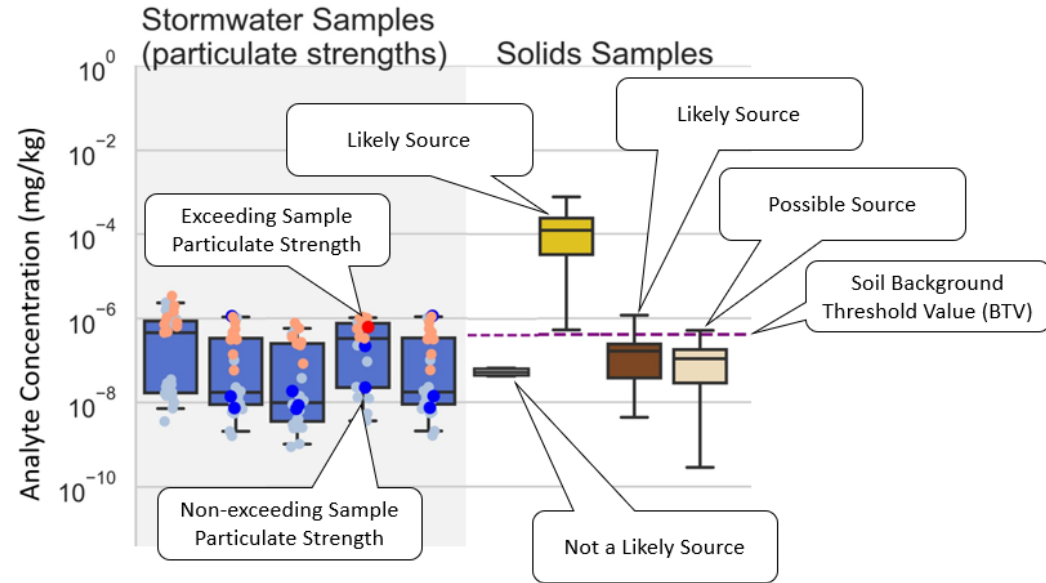 Stormwater Samples
(particulate strengths)
Solids Samples
Analyte Concentration (mg/kg)
10⁰
10⁻²
10⁻⁴
10⁻⁶
10⁻⁸
10⁻¹⁰
Likely Source
Likely Source
Exceeding Sample
Particulate Strength
Possible Source
Soil Background
Threshold Value (BTV)
Non-exceeding Sample
Particulate Strength
Not a Likely Source